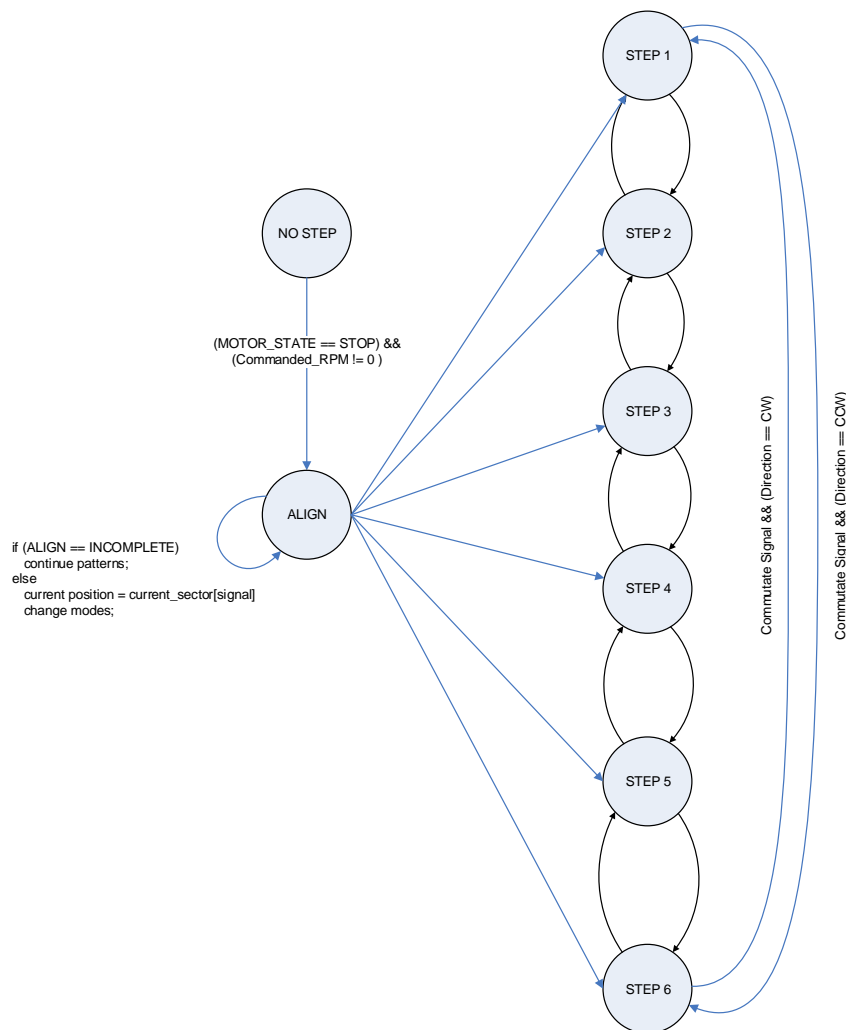 STEP 1
NO STEP
STEP 2
(MOTOR_STATE == STOP) &&
(Commanded_RPM != 0 )
STEP 3
Commutate Signal && (Direction == CW)
Commutate Signal && (Direction == CCW)
ALIGN
if (ALIGN == INCOMPLETE)
continue patterns;
else
current position = current_sector[signal]
change modes;
STEP 4
STEP 5
STEP 6